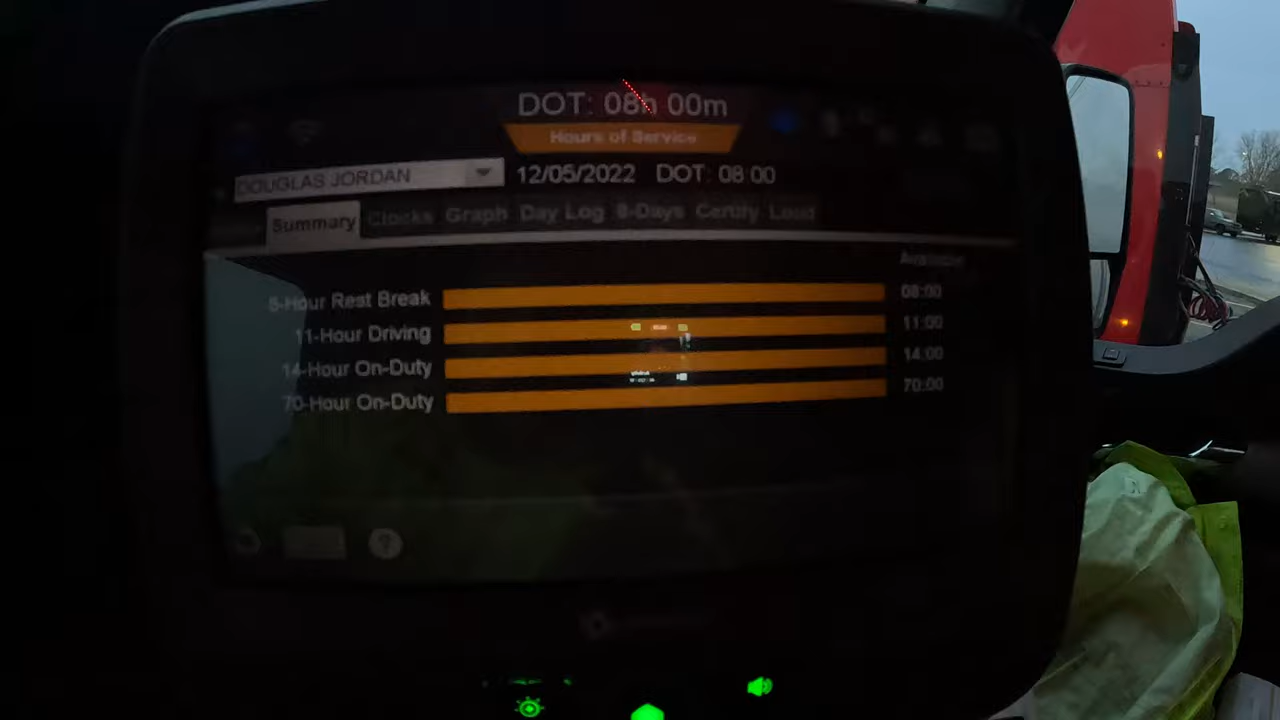 DOT: 08h 00m
Hours of Service
DOUGLAS JORDAN
12/05/2022 DOT: 08:00
Summary Clocks Graph Day Log 8-Days Certify Load
Available
8-Hour Rest Break 08:00
11-Hour Driving 11:00
14-Hour On-Duty 14:00
70-Hour On-Duty 70:00
?